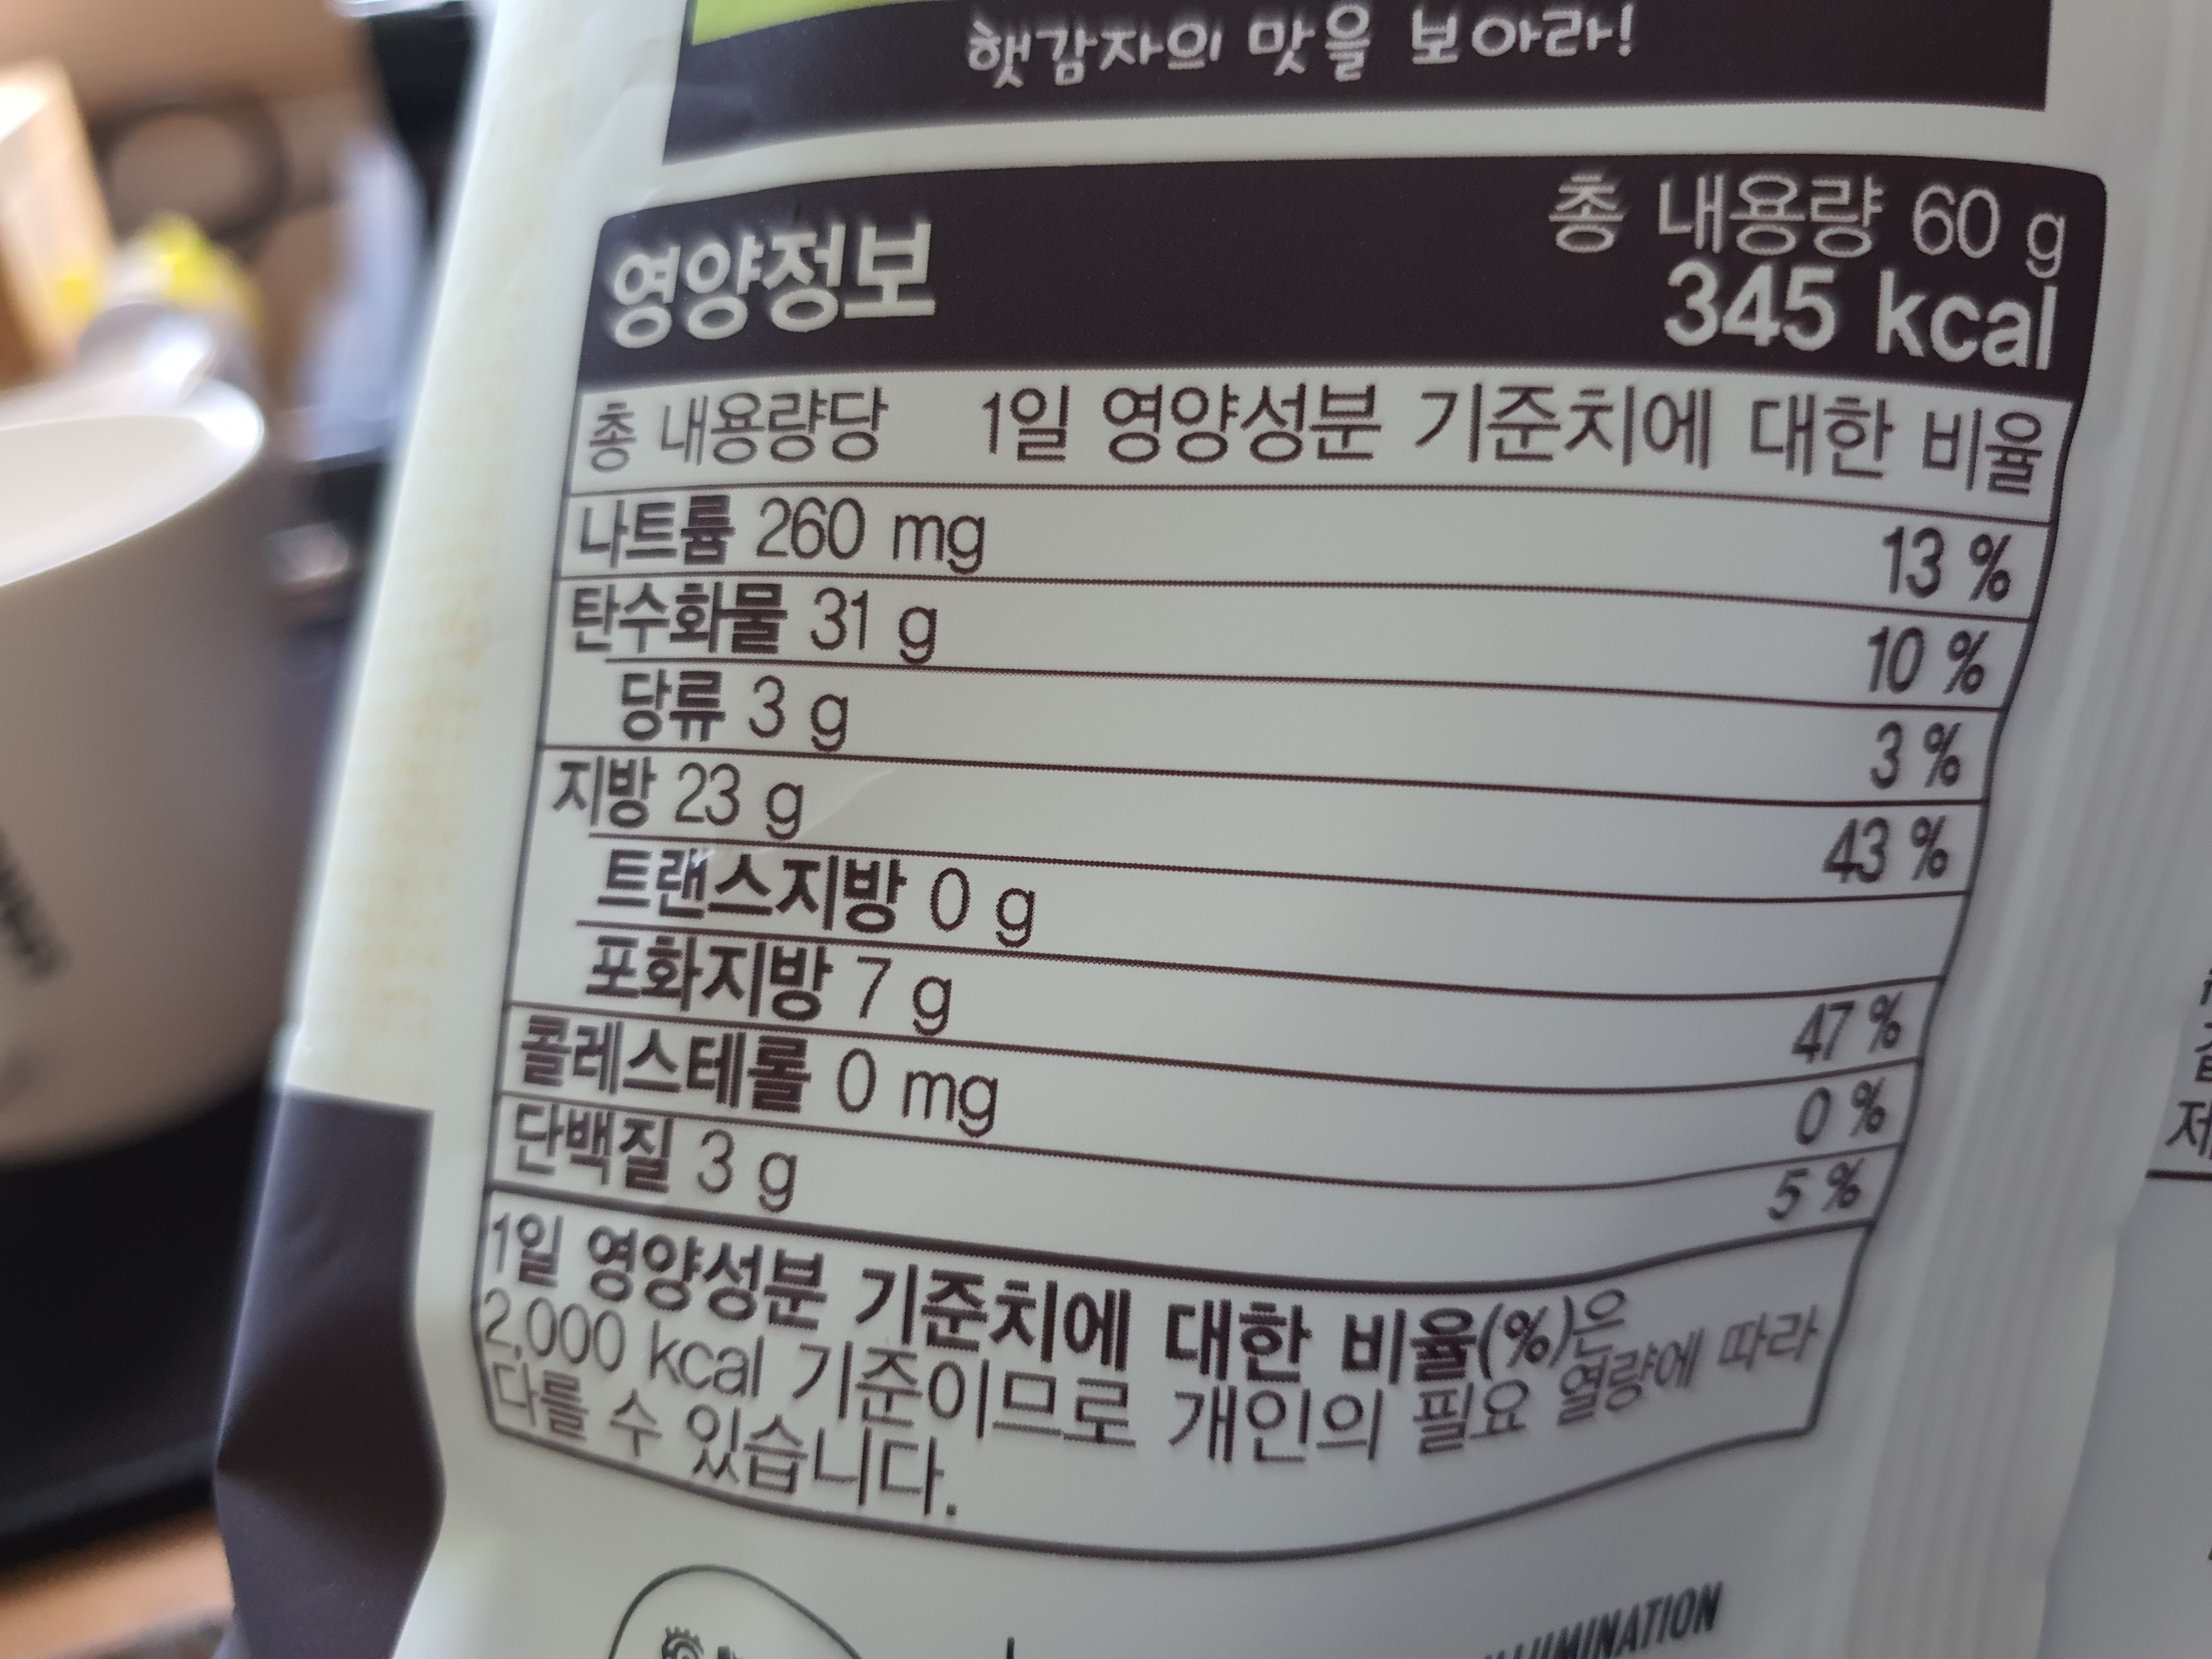 햇감자의 맛을 보아라!
총 내용량 60 g
영양정보
345 kcal
총 내용량당 1일 영양성분 기준치에 대한 비율
나트륨 260 mg 13 %
탄수화물 31 g 10 %
당류 3 g 3 %
지방 23 g 43 %
트랜스지방 0 g
포화지방 7 g 47 %
콜레스테롤 0 mg 0 %
단백질 3 g 5 %
1일 영양성분 기준치에 대한 비율(%)은
2,000 kcal 기준이므로 개인의 필요 열량에 따라
다를 수 있습니다.